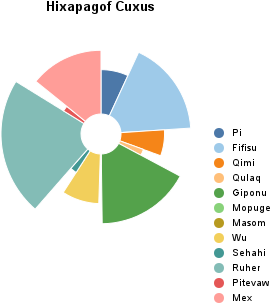 Hixapagof Cuxus
Pi
Fifisu
Qimi
Qulaq
Giponu
Mopuge
Masom
Wu
Sehahi
Ruher
Pitevaw
Mex